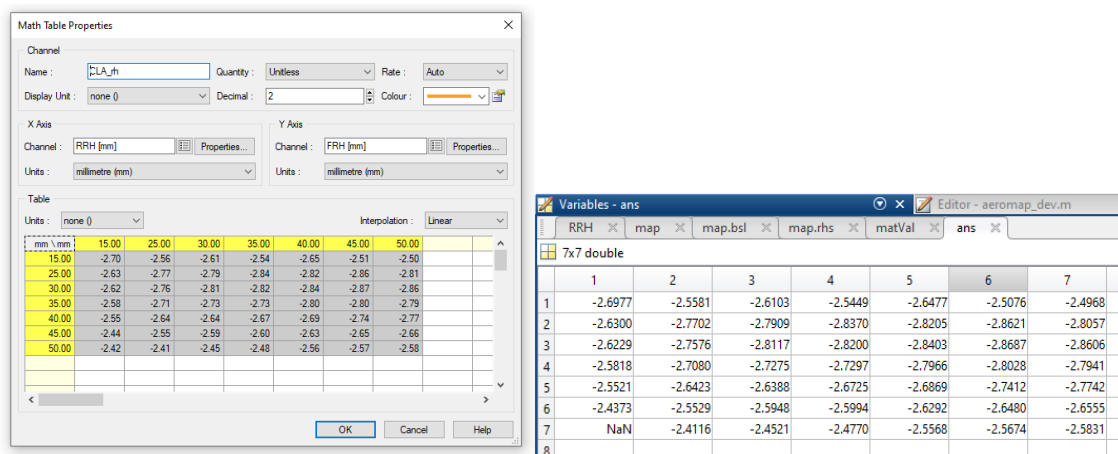 Math Table Properties
Channel
Name : CLA_rh Quantity : Unitless Rate : Auto
Display Unit : none () Decimal : 2 Colour :
X Axis
Channel : RRH [mm] Properties...
Units : millimetre (mm)
Y Axis
Channel : FRH [mm] Properties...
Units : millimetre (mm)
Table
Units : none () Interpolation : Linear
mm \ mm 15.00 25.00 30.00 35.00 40.00 45.00 50.00
15.00 -2.70 -2.56 -2.61 -2.54 -2.65 -2.51 -2.50
25.00 -2.63 -2.77 -2.79 -2.84 -2.82 -2.86 -2.81
30.00 -2.62 -2.76 -2.81 -2.82 -2.84 -2.87 -2.86
35.00 -2.58 -2.71 -2.73 -2.73 -2.80 -2.80 -2.79
40.00 -2.55 -2.64 -2.64 -2.67 -2.69 -2.74 -2.77
45.00 -2.44 -2.55 -2.59 -2.60 -2.63 -2.65 -2.66
50.00 -2.42 -2.41 -2.45 -2.48 -2.56 -2.57 -2.58
OK Cancel Help
Variables - ans Editor - aeromap_dev.m
RRH map map.bsl map.rhs matVal ans
7x7 double
1 2 3 4 5 6 7
1 -2.6977 -2.5581 -2.6103 -2.5449 -2.6477 -2.5076 -2.4968
2 -2.6300 -2.7702 -2.7909 -2.8370 -2.8205 -2.8621 -2.8057
3 -2.6229 -2.7576 -2.8117 -2.8200 -2.8403 -2.8687 -2.8606
4 -2.5818 -2.7080 -2.7275 -2.7297 -2.7966 -2.8028 -2.7941
5 -2.5521 -2.6423 -2.6388 -2.6725 -2.6869 -2.7412 -2.7742
6 -2.4373 -2.5529 -2.5948 -2.5994 -2.6292 -2.6480 -2.6555
7 NaN -2.4116 -2.4521 -2.4770 -2.5568 -2.5674 -2.5831
8